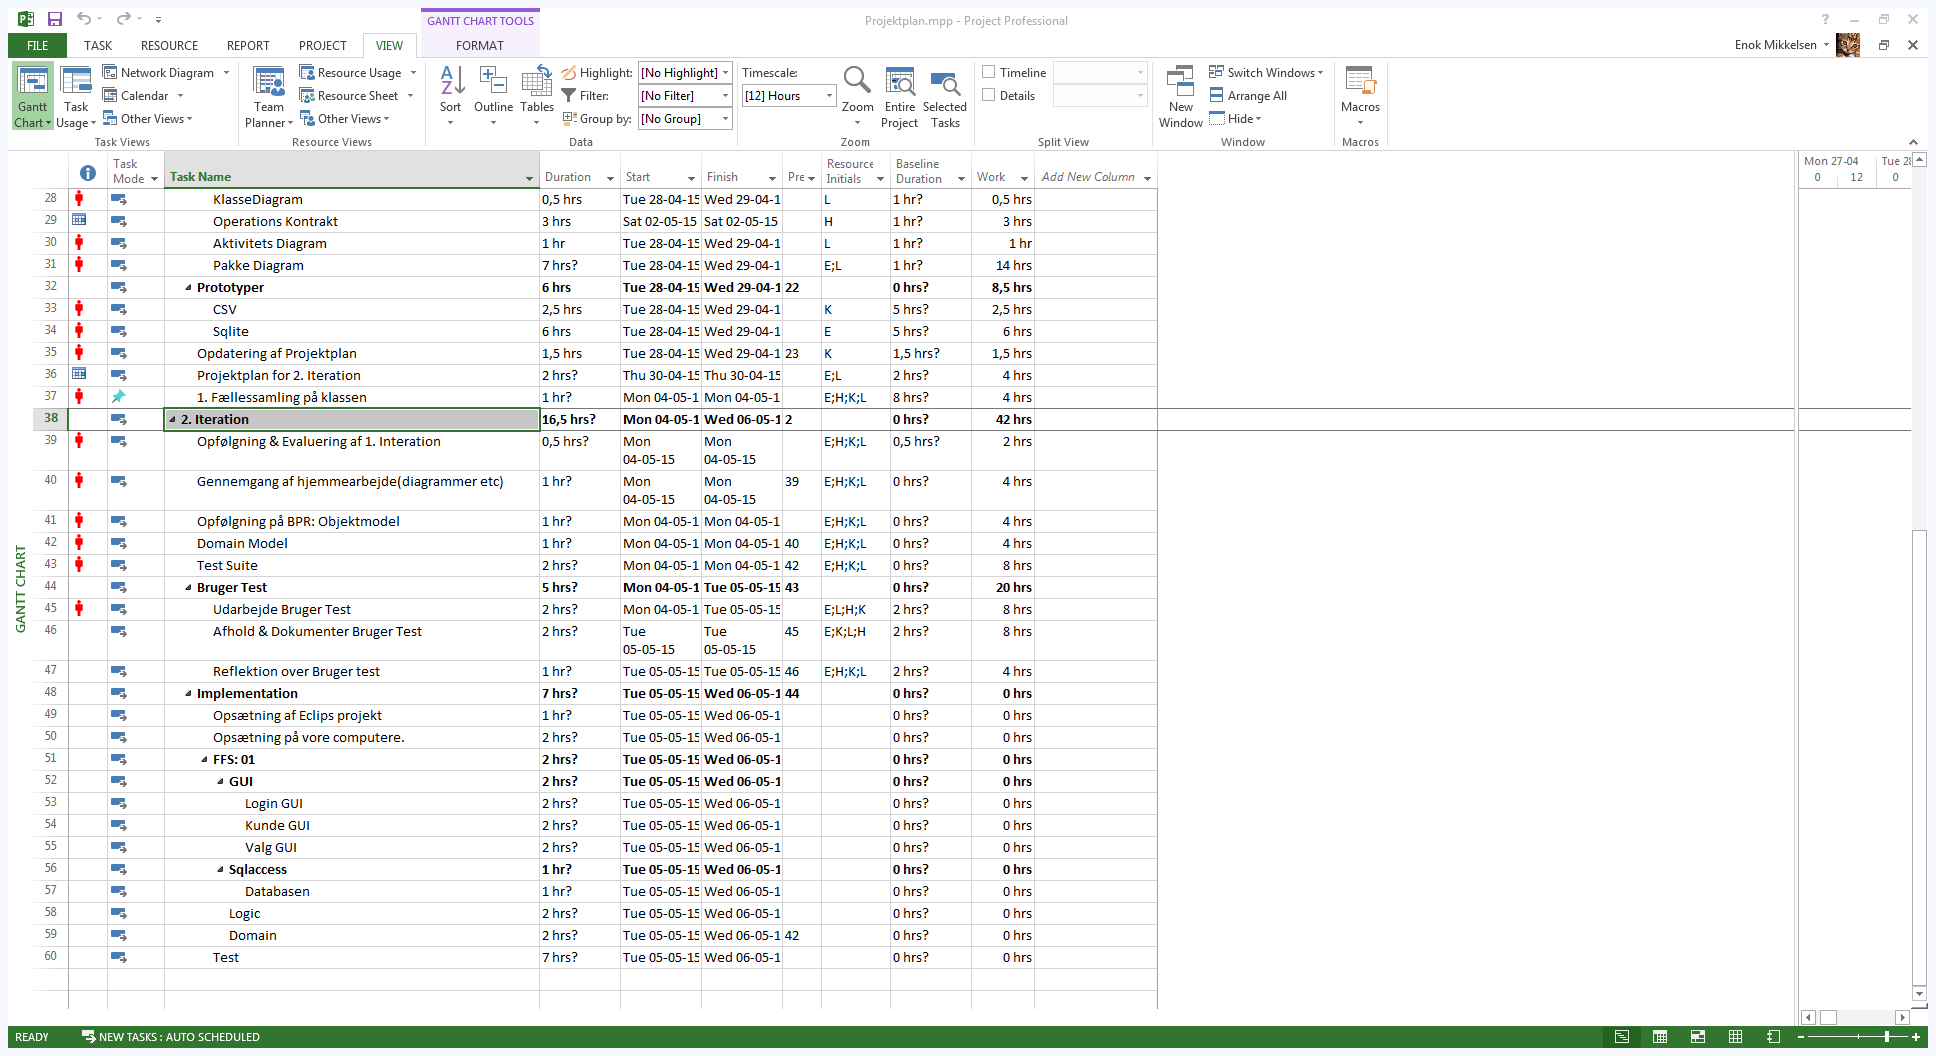 GANTT CHART TOOLS
Projektplan.mpp - Project Professional
?
FILE TASK RESOURCE REPORT PROJECT VIEW FORMAT
Enok Mikkelsen
Gantt Chart
Task Usage
Network Diagram
Calendar
Other Views
Task Views
Team Planner
Resource Usage
Resource Sheet
Other Views
Resource Views
Sort
Outline
Tables
Highlight: [No Highlight]
Filter: [No Filter]
Group by: [No Group]
Data
Timescale:
[12] Hours
Zoom
Entire Project
Selected Tasks
Zoom
Timeline
Details
Split View
New Window
Switch Windows
Arrange All
Hide
Window
Macros
Macros
Task Mode Task Name Duration Start Finish Pre Resource Initials Baseline Duration Work Add New Column
Mon 27-04 Tue 28
0 12 0
28 KlasseDiagram 0,5 hrs Tue 28-04-15 Wed 29-04-1 L 1 hr? 0,5 hrs
29 Operations Kontrakt 3 hrs Sat 02-05-15 Sat 02-05-15 H 1 hr? 3 hrs
30 Aktivitets Diagram 1 hr Tue 28-04-15 Wed 29-04-1 L 1 hr? 1 hr
31 Pakke Diagram 7 hrs? Tue 28-04-15 Wed 29-04-1 E;L 1 hr? 14 hrs
32 Prototyper 6 hrs Tue 28-04-15 Wed 29-04-1 22 0 hrs? 8,5 hrs
33 CSV 2,5 hrs Tue 28-04-15 Wed 29-04-1 K 5 hrs? 2,5 hrs
34 Sqlite 6 hrs Tue 28-04-15 Wed 29-04-1 E 5 hrs? 6 hrs
35 Opdatering af Projektplan 1,5 hrs Tue 28-04-15 Wed 29-04-1 23 K 1,5 hrs? 1,5 hrs
36 Projektplan for 2. Iteration 2 hrs? Thu 30-04-15 Thu 30-04-15 E;L 2 hrs? 4 hrs
37 1. Fællessamling på klassen 1 hr? Mon 04-05-1 Mon 04-05-1 E;H;K;L 8 hrs? 4 hrs
38 2. Iteration 16,5 hrs? Mon 04-05-1 Wed 06-05-1 2 0 hrs? 42 hrs
39 Opfølgning & Evaluering af 1. Interation 0,5 hrs? Mon 04-05-15 Mon 04-05-15 E;H;K;L 0,5 hrs? 2 hrs
40 Gennemgang af hjemmearbejde(diagrammer etc) 1 hr? Mon 04-05-15 Mon 04-05-15 39 E;H;K;L 0 hrs? 4 hrs
41 Opfølgning på BPR: Objektmodel 1 hr? Mon 04-05-1 Mon 04-05-1 E;H;K;L 0 hrs? 4 hrs
42 Domain Model 1 hr? Mon 04-05-1 Mon 04-05-1 40 E;H;K;L 0 hrs? 4 hrs
43 Test Suite 2 hrs? Mon 04-05-1 Mon 04-05-1 42 E;H;K;L 0 hrs? 8 hrs
44 Bruger Test 5 hrs? Mon 04-05-1 Tue 05-05-15 43 0 hrs? 20 hrs
45 Udarbejde Bruger Test 2 hrs? Mon 04-05-1 Tue 05-05-15 E;L;H;K 2 hrs? 8 hrs
46 Afhold & Dokumenter Bruger Test 2 hrs? Tue 05-05-15 Tue 05-05-15 45 E;K;L;H 2 hrs? 8 hrs
47 Reflektion over Bruger test 1 hr? Tue 05-05-15 Tue 05-05-15 46 E;H;K;L 2 hrs? 4 hrs
48 Implementation 7 hrs? Tue 05-05-15 Wed 06-05-1 44 0 hrs? 0 hrs
49 Opsætning af Eclips projekt 1 hr? Tue 05-05-15 Wed 06-05-1 0 hrs? 0 hrs
50 Opsætning på vore computere. 2 hrs? Tue 05-05-15 Wed 06-05-1 0 hrs? 0 hrs
51 FFS: 01 2 hrs? Tue 05-05-15 Wed 06-05-1 0 hrs? 0 hrs
52 GUI 2 hrs? Tue 05-05-15 Wed 06-05-1 0 hrs? 0 hrs
53 Login GUI 2 hrs? Tue 05-05-15 Wed 06-05-1 0 hrs? 0 hrs
54 Kunde GUI 2 hrs? Tue 05-05-15 Wed 06-05-1 0 hrs? 0 hrs
55 Valg GUI 2 hrs? Tue 05-05-15 Wed 06-05-1 0 hrs? 0 hrs
56 Sqlaccess 1 hr? Tue 05-05-15 Wed 06-05-1 0 hrs? 0 hrs
57 Databasen 1 hr? Tue 05-05-15 Wed 06-05-1 0 hrs? 0 hrs
58 Logic 2 hrs? Tue 05-05-15 Wed 06-05-1 0 hrs? 0 hrs
59 Domain 2 hrs? Tue 05-05-15 Wed 06-05-1 42 0 hrs? 0 hrs
60 Test 7 hrs? Tue 05-05-15 Wed 06-05-1 0 hrs? 0 hrs
GANTT CHART
READY NEW TASKS : AUTO SCHEDULED